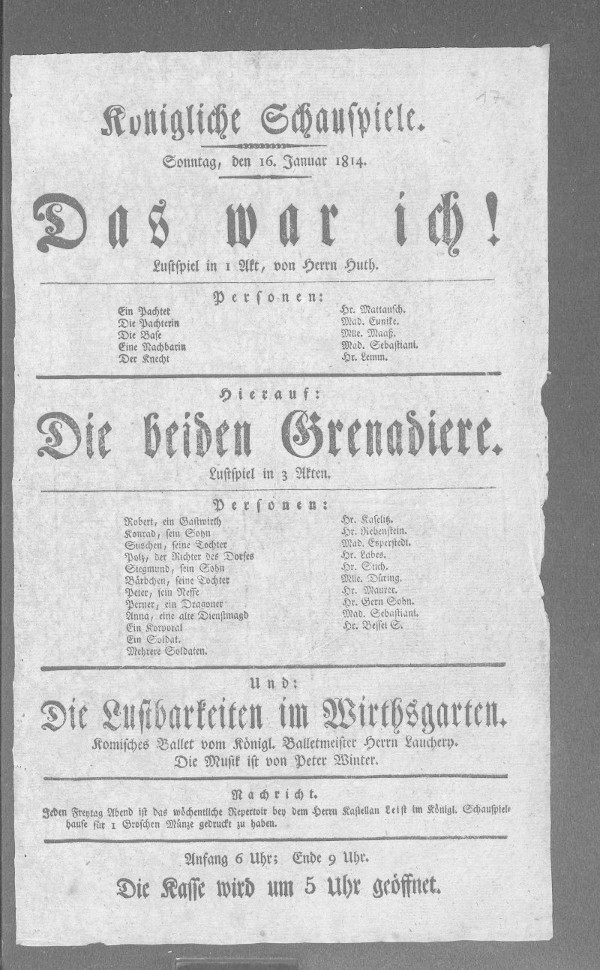 17.
Königliche Schauspiele.
Sonntag, den 16. Januar 1814.
Das war ich!
Lustspiel in 1 Akt, von Herrn Huth.
Personen:
Ein Pachter Hr. Mattausch.
Die Pachterin Mad. Eunike.
Die Base Mlle. Maaß.
Eine Nachbarin Mad. Sebastiani.
Der Knecht Hr. Lemm.
Hierauf:
Die beiden Grenadiere.
Lustspiel in 3 Akten.
Personen:
Robert, ein Gastwirth Hr. Kaselitz.
Konrad, sein Sohn Hr. Rebenstein.
Suschen, seine Tochter Mad. Esperstedt.
Polz, der Richter des Dorfes Hr. Labes.
Siegmund, sein Sohn Hr. Stich.
Bärbchen, seine Tochter Mlle. Düring.
Peter, sein Neffe Hr. Maurer.
Perner, ein Dragoner Hr. Gern Sohn.
Anna, eine alte Dienstmagd Mad. Sebastiani.
Ein Korporal Hr. Bessel S.
Ein Soldat.
Mehrere Soldaten.
Und:
Die Lustbarkeiten im Wirthsgarten.
Komisches Ballet vom Königl. Balletmeister Herrn Lauchery.
Die Musik ist von Peter Winter.
Nachricht.
Jeden Freytag Abend ist das wöchentliche Repertoir bey dem Herrn Kastellan Leist im Königl. Schauspiel-
hause für 1 Groschen Münze gedruckt zu haben.
Anfang 6 Uhr; Ende 9 Uhr.
Die Kasse wird um 5 Uhr geöffnet.